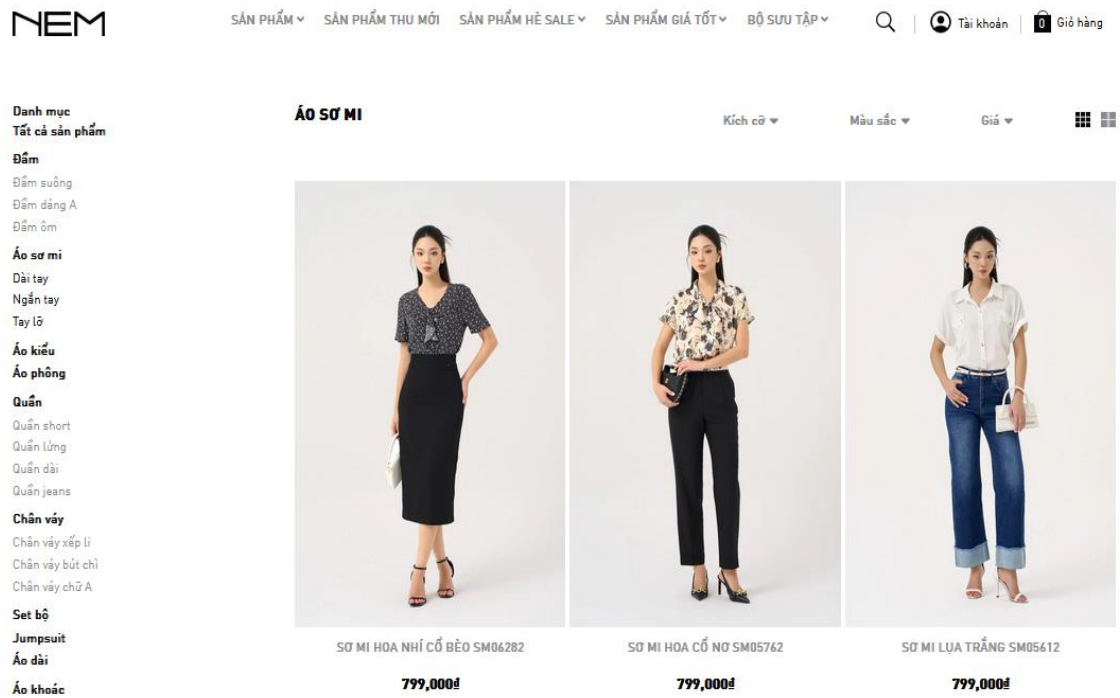 NEM
SẢN PHẨM SẢN PHẨM THU MỚI SẢN PHẨM HÈ SALE SẢN PHẨM GIÁ TỐT BỘ SƯU TẬP
0 Tài khoản Giỏ hàng
Danh mục
Tất cả sản phẩm
Đầm
Đầm suông
Đầm dáng A
Đầm ôm
Áo sơ mi
Dài tay
Ngắn tay
Tay lỡ
Áo kiểu
Áo phông
Quần
Quần short
Quần lửng
Quần dài
Quần jeans
Chân váy
Chân váy xếp li
Chân váy bút chì
Chân váy chữ A
Set bộ
Jumpsuit
Áo dài
Áo khoác
ÁO SƠ MI
Kích cỡ Màu sắc Giá
SƠ MI HOA NHÍ CỔ BÈO SM06282
799,000₫
SƠ MI HOA CỔ NƠ SM05762
799,000₫
SƠ MI LỤA TRẮNG SM05612
799,000₫